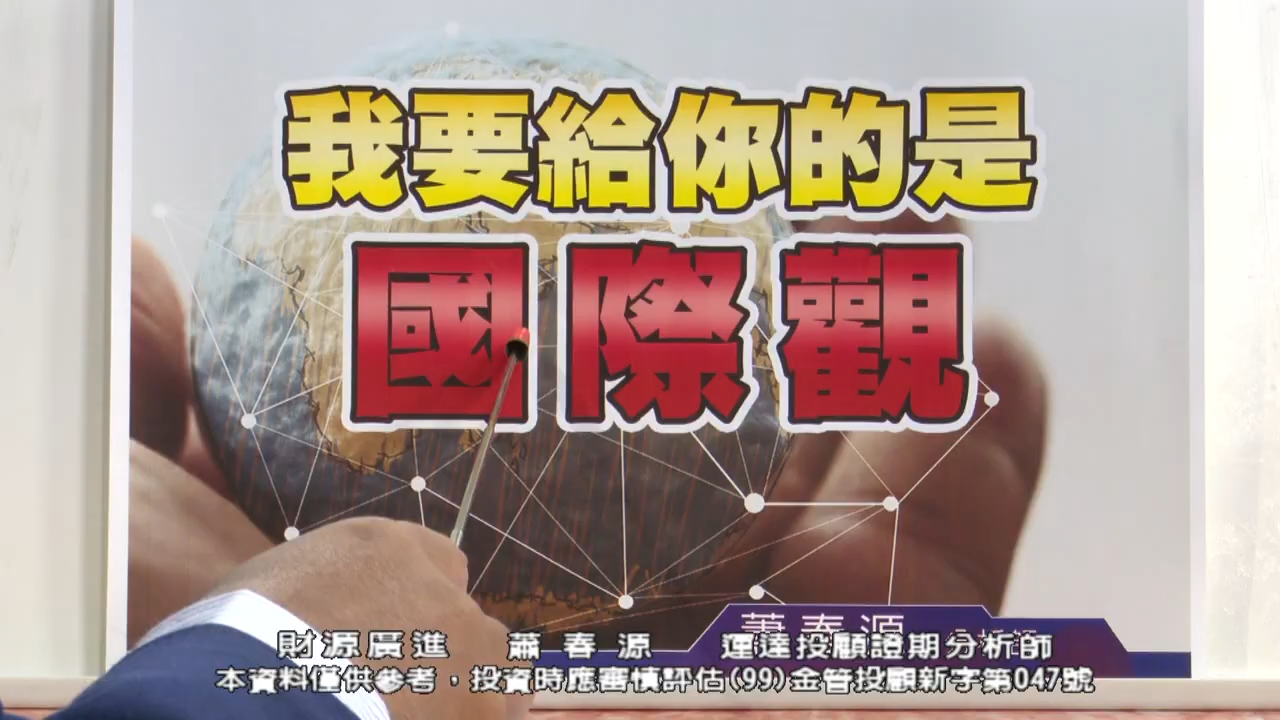 我要給你的是
國際觀
蕭春源
財源廣進 蕭春源 運達投顧證期分析師
本資料僅供參考，投資時應審慎評估(99)金管投顧新字第047號